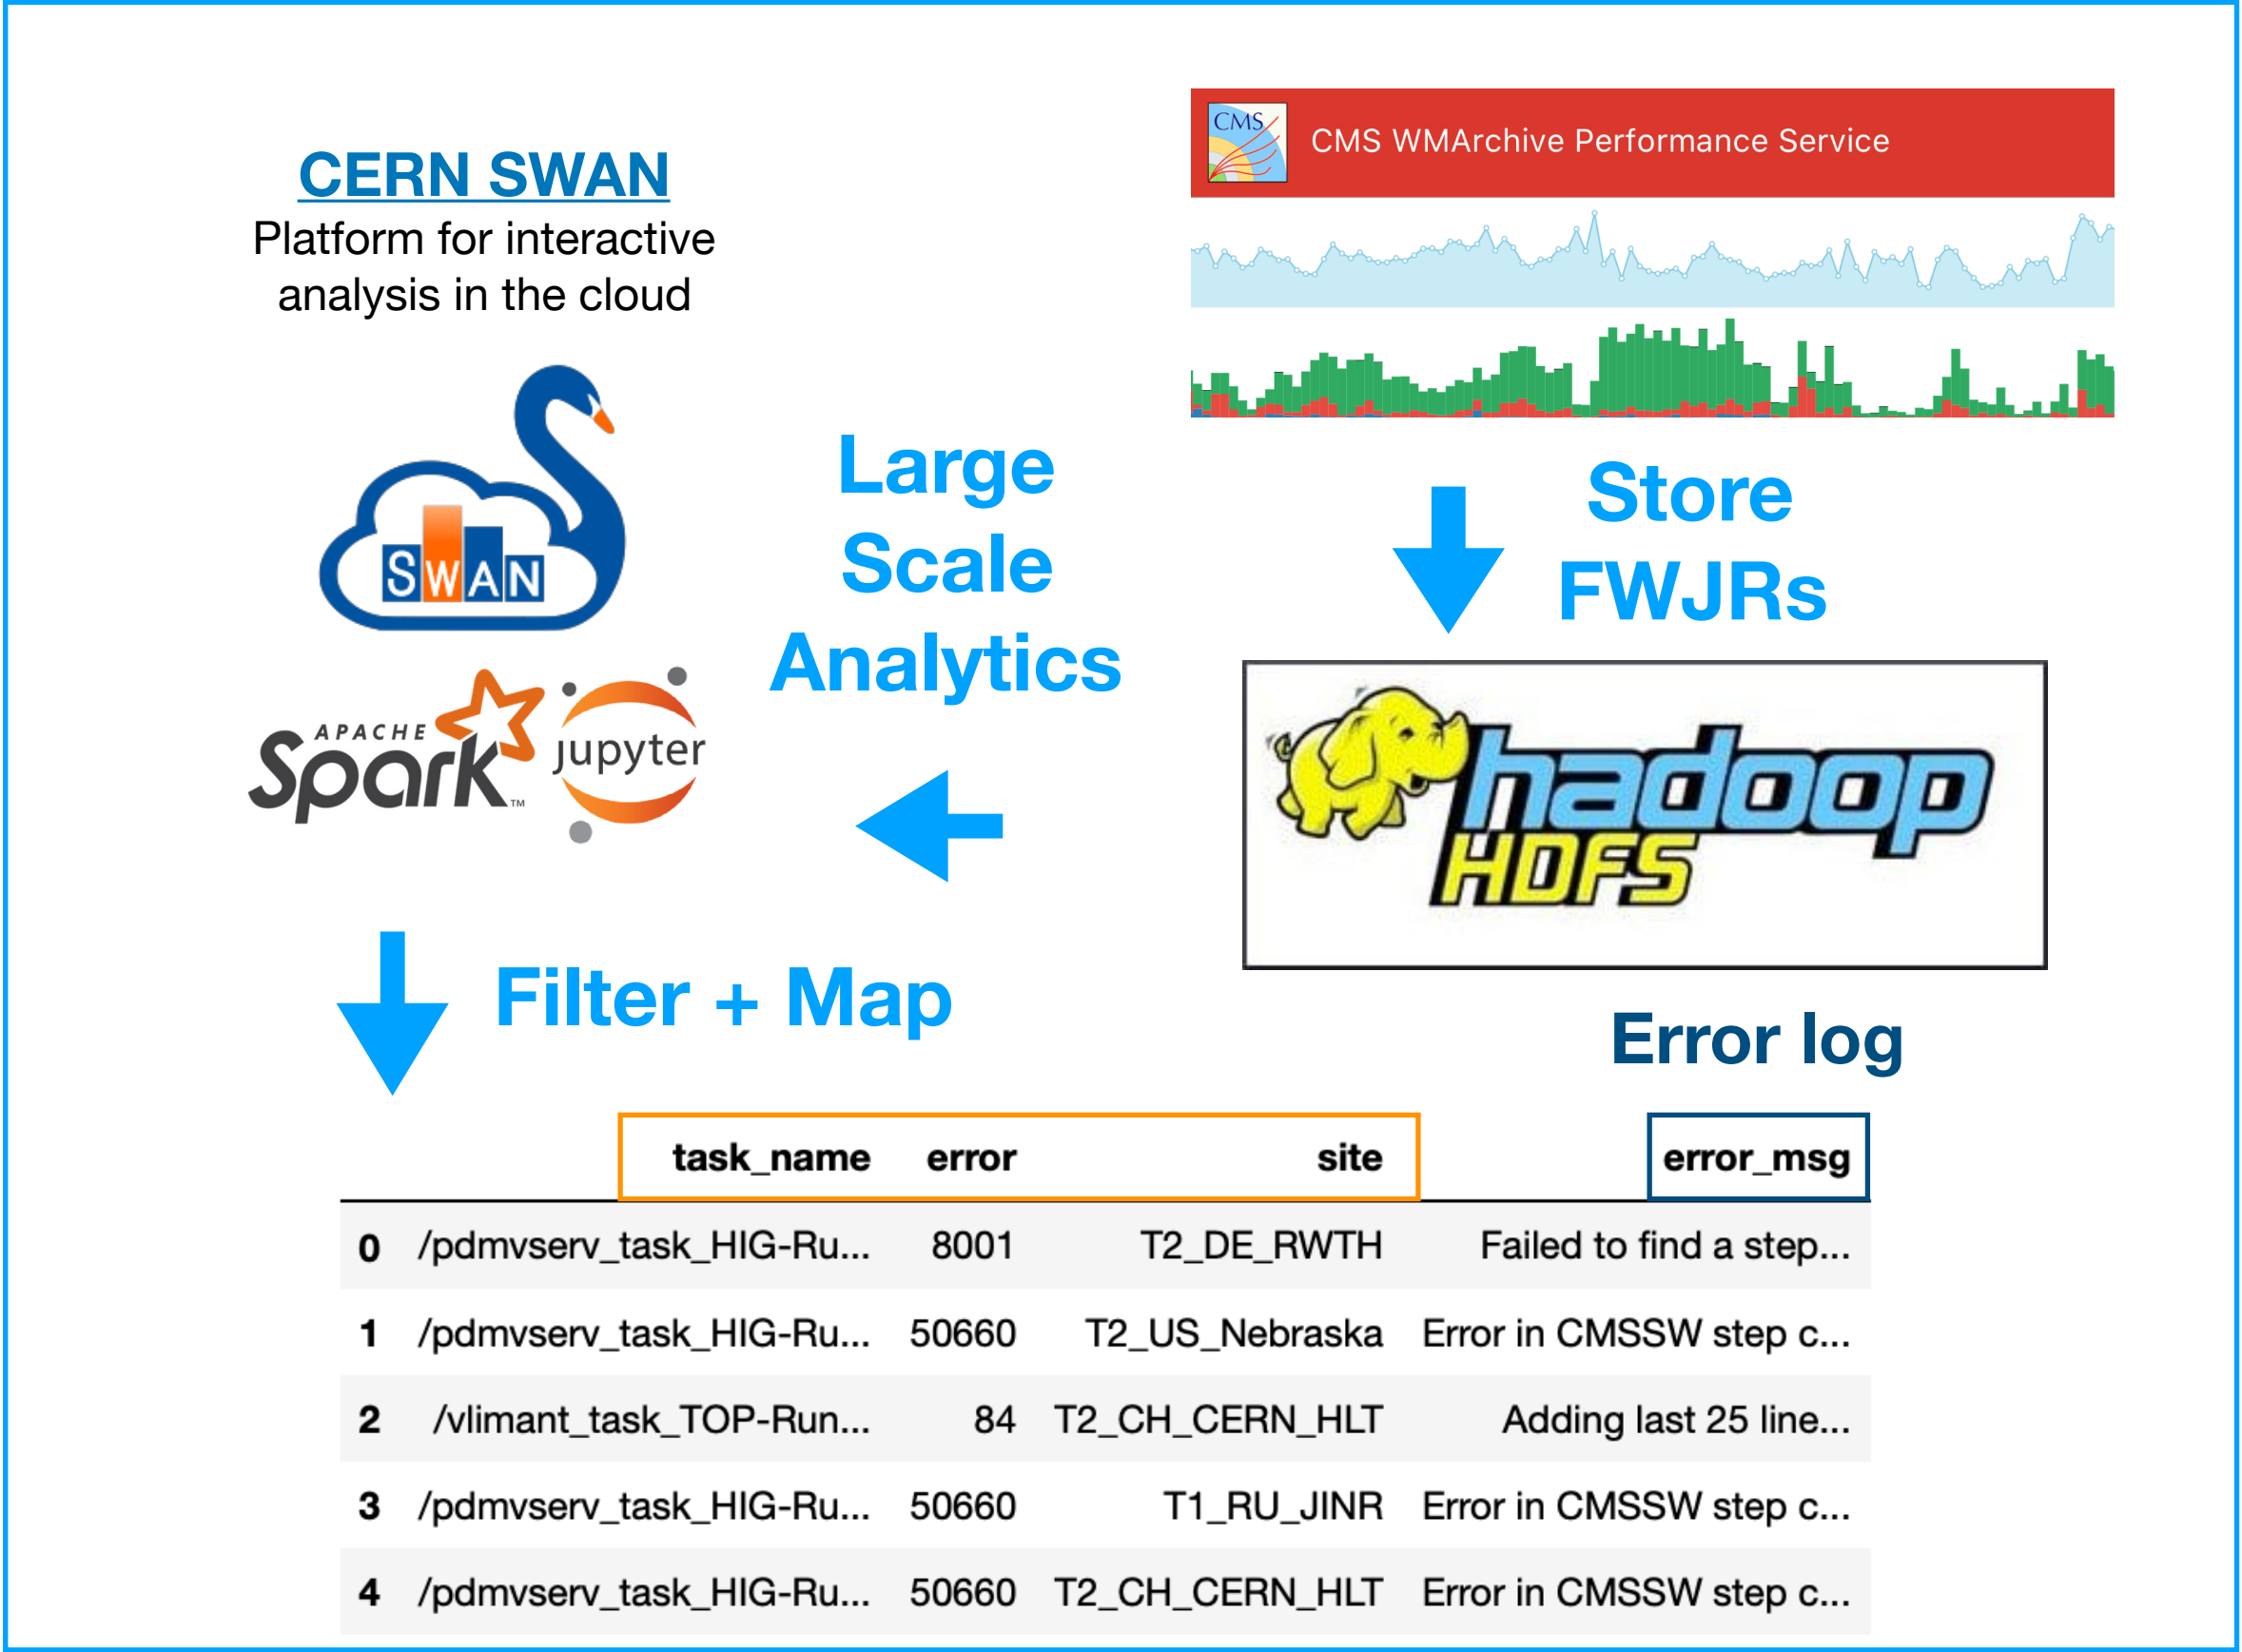 CERN SWAN
Platform for interactive
analysis in the cloud
SWAN
APACHE
Spark™
jupyter
CMS
CMS WMArchive Performance Service
Large
Scale
Analytics
Store
FWJRs
hadoop
HDFS
Filter + Map
Error log
task_name error site error_msg
0 /pdmvserv_task_HIG-Ru... 8001 T2_DE_RWTH Failed to find a step...
1 /pdmvserv_task_HIG-Ru... 50660 T2_US_Nebraska Error in CMSSW step c...
2 /vlimant_task_TOP-Run... 84 T2_CH_CERN_HLT Adding last 25 line...
3 /pdmvserv_task_HIG-Ru... 50660 T1_RU_JINR Error in CMSSW step c...
4 /pdmvserv_task_HIG-Ru... 50660 T2_CH_CERN_HLT Error in CMSSW step c...